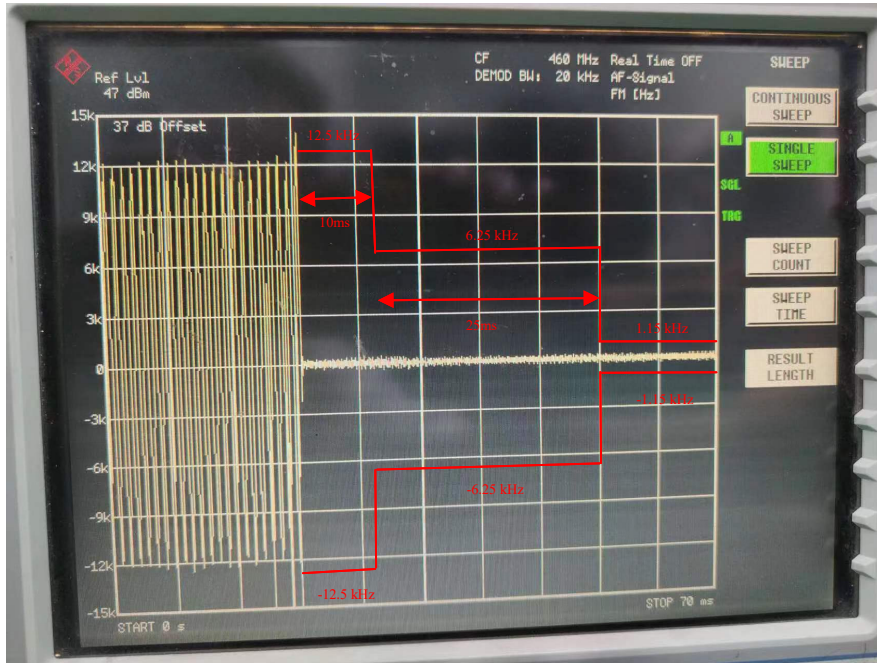 CF 460 MHz Real Time OFF
DEMOD BW: 20 kHz AF-Signal
FM [Hz]
Ref Lvl
47 dBm
37 dB Offset
15k
12k
9k
6k
3k
0
-3k
-6k
-9k
-12k
-15k
12.5 kHz
10ms
6.25 kHz
25ms
1.15 kHz
-1.15 kHz
-6.25 kHz
-12.5 kHz
START 0 s
STOP 70 ms
A
SGL
TRG
SWEEP
CONTINUOUS
SWEEP
SINGLE
SWEEP
SWEEP
COUNT
SWEEP
TIME
RESULT
LENGTH